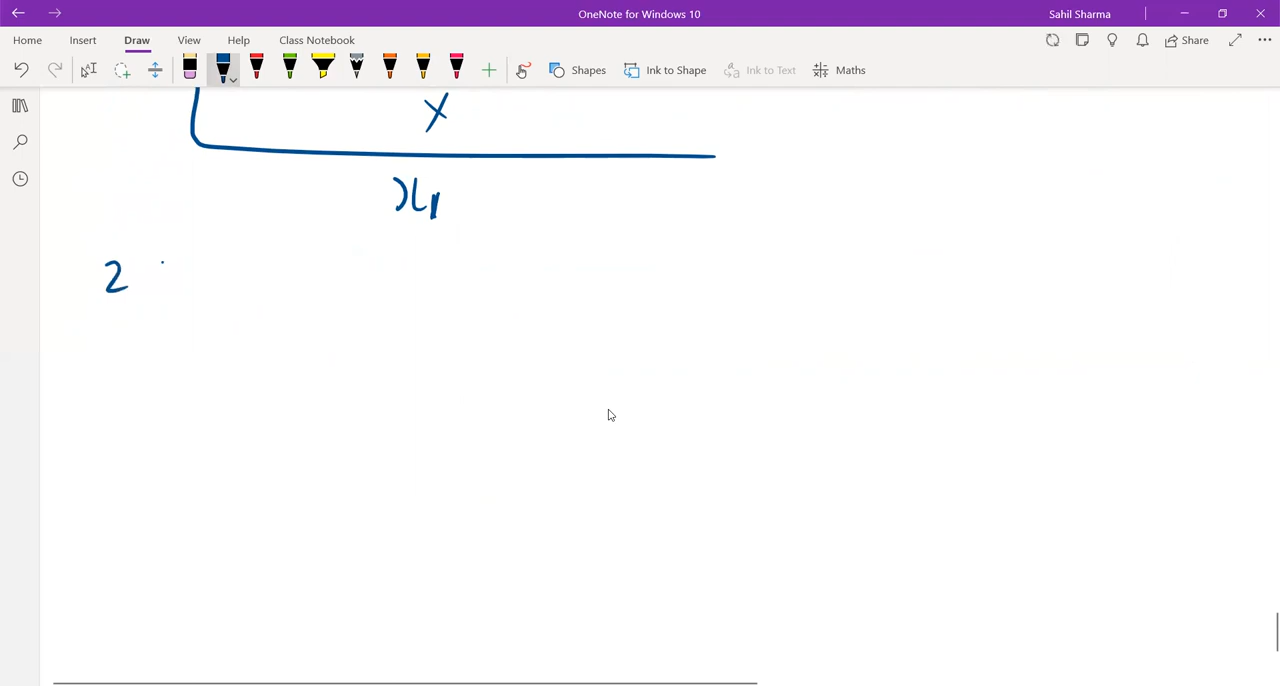 OneNote for Windows 10 Sahil Sharma
Home Insert Draw View Help Class Notebook Share
Shapes Ink to Shape Ink to Text Maths
X
x1
2